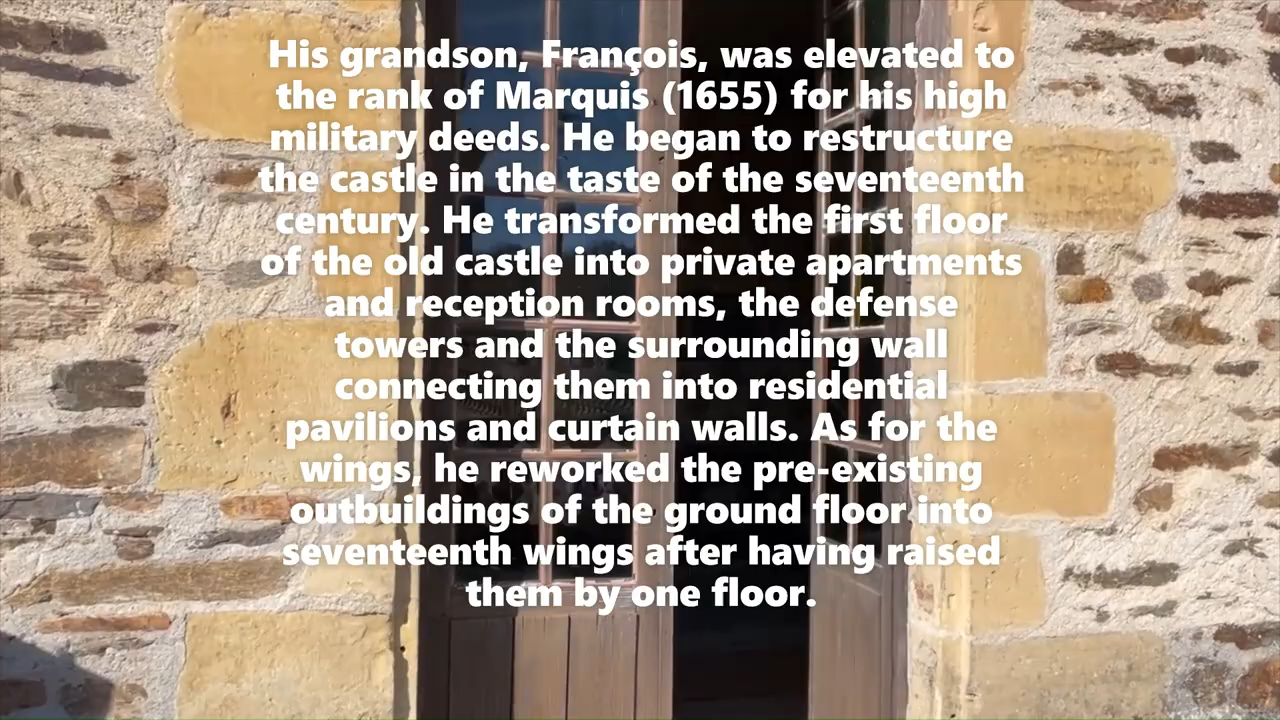 His grandson, François, was elevated to
the rank of Marquis (1655) for his high
military deeds. He began to restructure
the castle in the taste of the seventeenth
century. He transformed the first floor
of the old castle into private apartments
and reception rooms, the defense
towers and the surrounding wall
connecting them into residential
pavilions and curtain walls. As for the
wings, he reworked the pre-existing
outbuildings of the ground floor into
seventeenth wings after having raised
them by one floor.